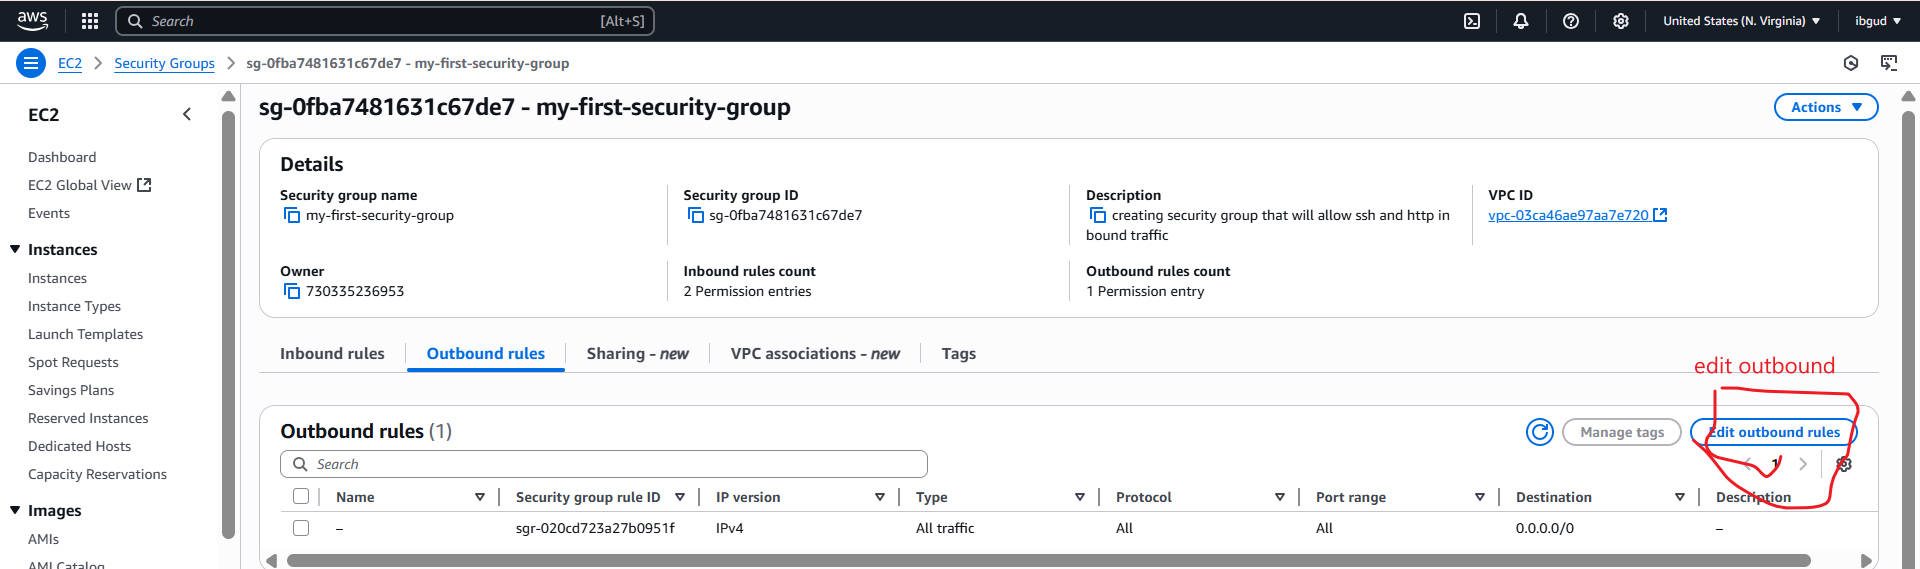 aws
Search [Alt+S] United States (N. Virginia) ibgud
EC2 Security Groups sg-0fba7481631c67de7 - my-first-security-group
EC2
Dashboard
EC2 Global View
Events
Instances
Instances
Instance Types
Launch Templates
Spot Requests
Savings Plans
Reserved Instances
Dedicated Hosts
Capacity Reservations
Images
AMIs
AMI Catalog
sg-0fba7481631c67de7 - my-first-security-group
Actions
Details
Security group name
my-first-security-group
Security group ID
sg-0fba7481631c67de7
Description
creating security group that will allow ssh and http in
bound traffic
VPC ID
vpc-03ca46ae97aa7e720
Owner
730335236953
Inbound rules count
2 Permission entries
Outbound rules count
1 Permission entry
Inbound rules Outbound rules Sharing - new VPC associations - new Tags
edit outbound
Outbound rules (1)
Manage tags
Edit outbound rules
Search
1
Name Security group rule ID IP version Type Protocol Port range Destination Description
– sgr-020cd723a27b0951f IPv4 All traffic All All 0.0.0.0/0 –